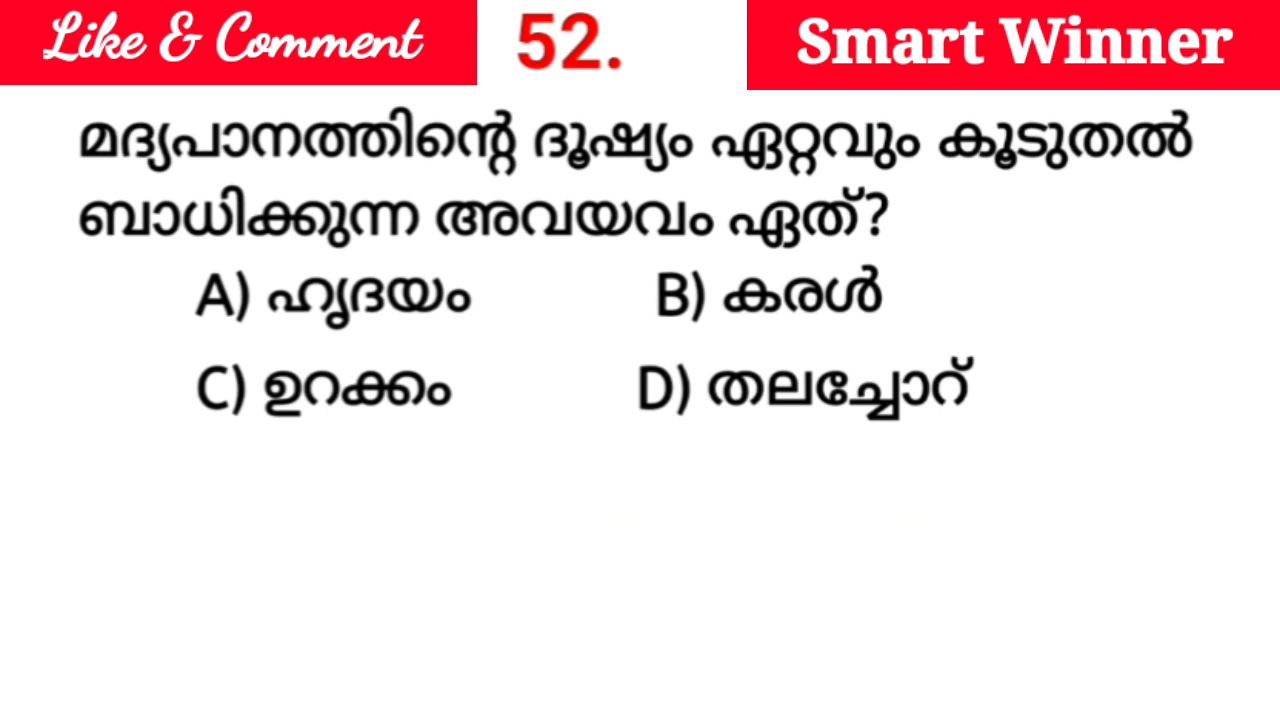 Like & Comment
52.
Smart Winner
മദ്യപാനത്തിന്റെ ദൂഷ്യം ഏറ്റവും കൂടുതൽ
ബാധിക്കുന്ന അവയവം ഏത്?
A) ഹൃദയം B) കരൾ
C) ഉറക്കം D) തലച്ചോറ്